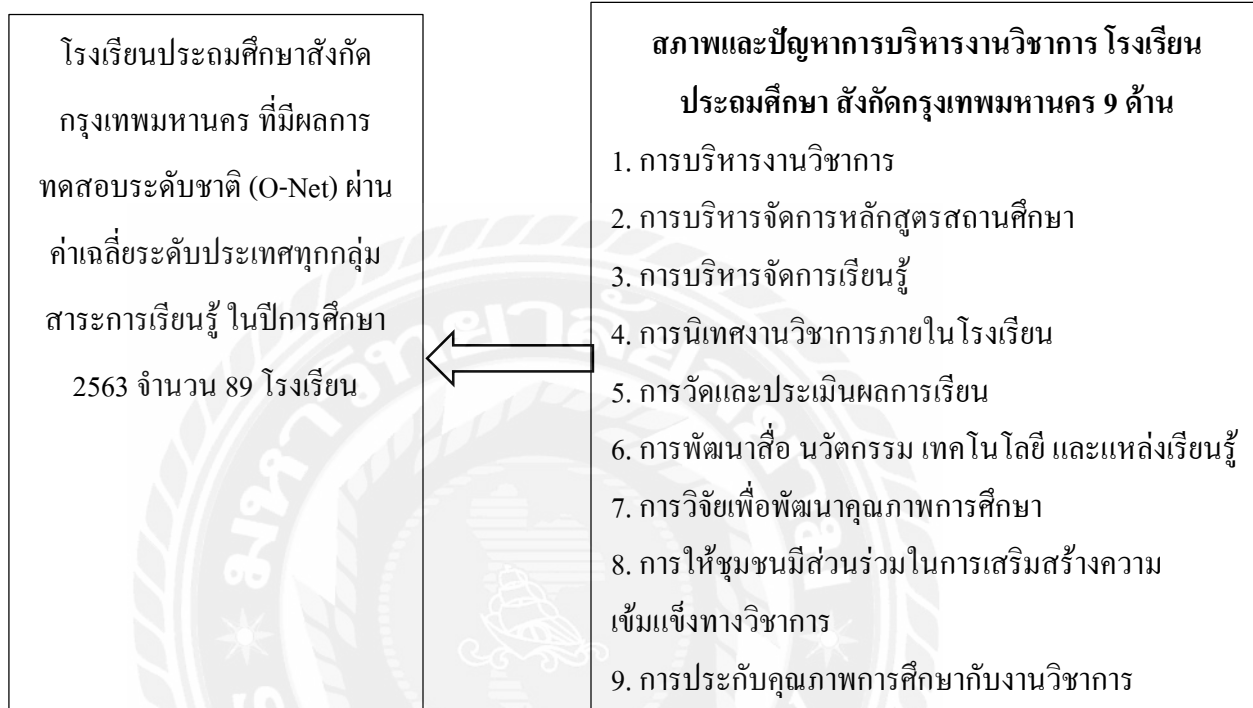 โรงเรียนประถมศึกษาสังกัด
กรุงเทพมหานคร ที่มีผลการ
ทดสอบระดับชาติ (O-Net) ผ่าน
ค่าเฉลี่ยระดับประเทศทุกกลุ่ม
สาระการเรียนรู้ ในปีการศึกษา
2563 จำนวน 89 โรงเรียน
สภาพและปัญหาการบริหารงานวิชาการ โรงเรียน
ประถมศึกษา สังกัดกรุงเทพมหานคร 9 ด้าน
1. การบริหารงานวิชาการ
2. การบริหารจัดการหลักสูตรสถานศึกษา
3. การบริหารจัดการเรียนรู้
4. การนิเทศงานวิชาการภายในโรงเรียน
5. การวัดและประเมินผลการเรียน
6. การพัฒนาสื่อ นวัตกรรม เทคโนโลยี และแหล่งเรียนรู้
7. การวิจัยเพื่อพัฒนาคุณภาพการศึกษา
8. การให้ชุมชนมีส่วนร่วมในการเสริมสร้างความ
เข้มแข็งทางวิชาการ
9. การประกับคุณภาพการศึกษากับงานวิชาการ